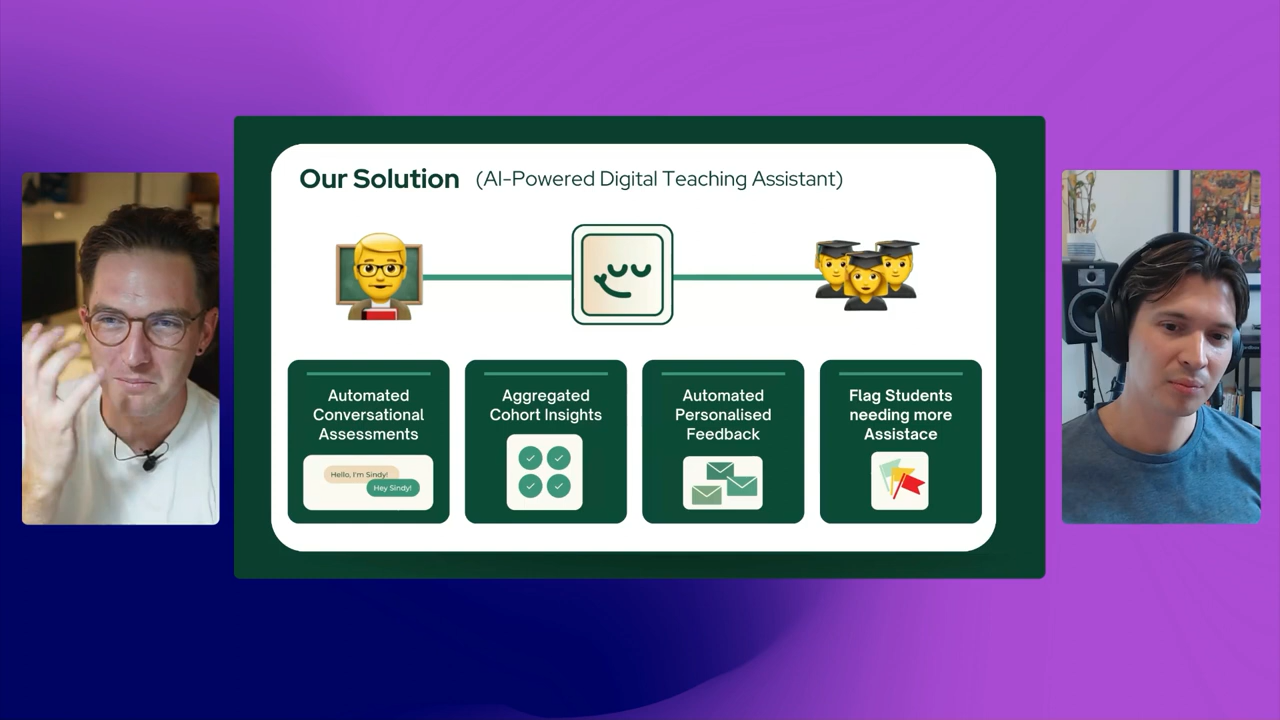 Our Solution (AI-Powered Digital Teaching Assistant)
Automated
Conversational
Assessments
Hello, I'm Sindy!
Hey Sindy!
Aggregated
Cohort Insights
Automated
Personalised
Feedback
Flag Students
needing more
Assistace